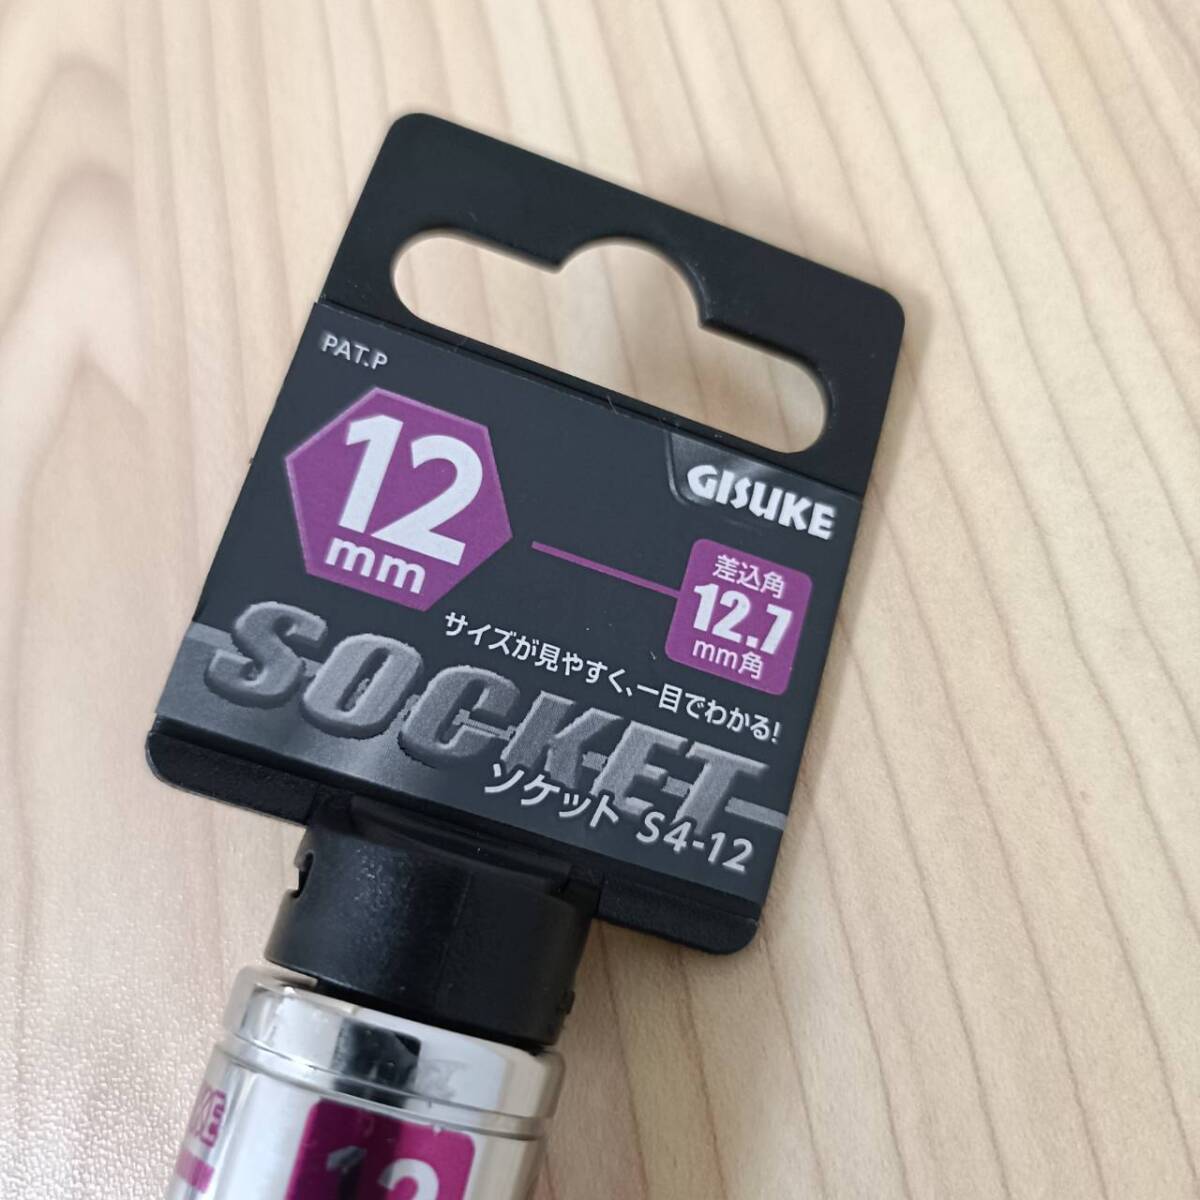 PAT.P
12
mm
GISUKE
差込角
12.7
mm角
サイズが見やすく、一目でわかる!
SOCKET
ソケット S4-12
12